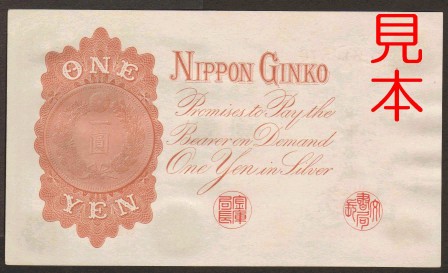 ONE
一圓
YEN
NIPPON GINKO
Promises to Pay the
Bearer on Demand
One Yen in Silver
見本